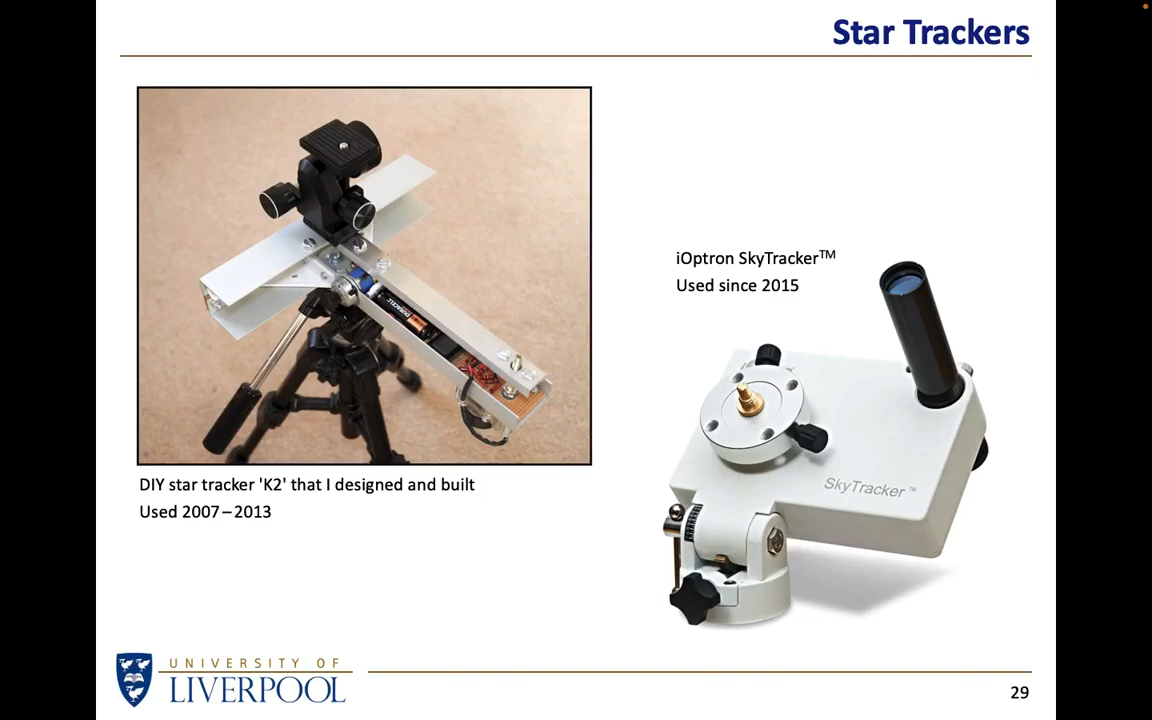 Star Trackers
DIY star tracker 'K2' that I designed and built
Used 2007–2013
iOptron SkyTracker™
Used since 2015
DURACELL
SkyTracker™
UNIVERSITY OF
LIVERPOOL
29